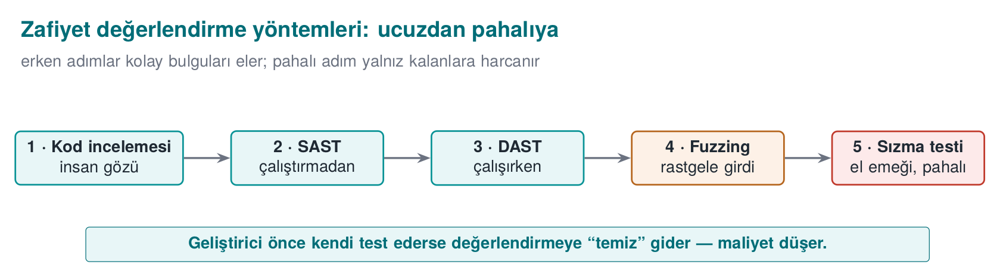 Zafiyet değerlendirme yöntemleri: ucuzdan pahalıya
erken adımlar kolay bulguları eler; pahalı adım yalnız kalanlara harcanır
1 · Kod incelemesi
insan gözü
2 · SAST
çalıştırmadan
3 · DAST
çalışırken
4 · Fuzzing
rastgele girdi
5 · Sızma testi
el emeği, pahalı
Geliştirici önce kendi test ederse değerlendirmeye “temiz” gider — maliyet düşer.